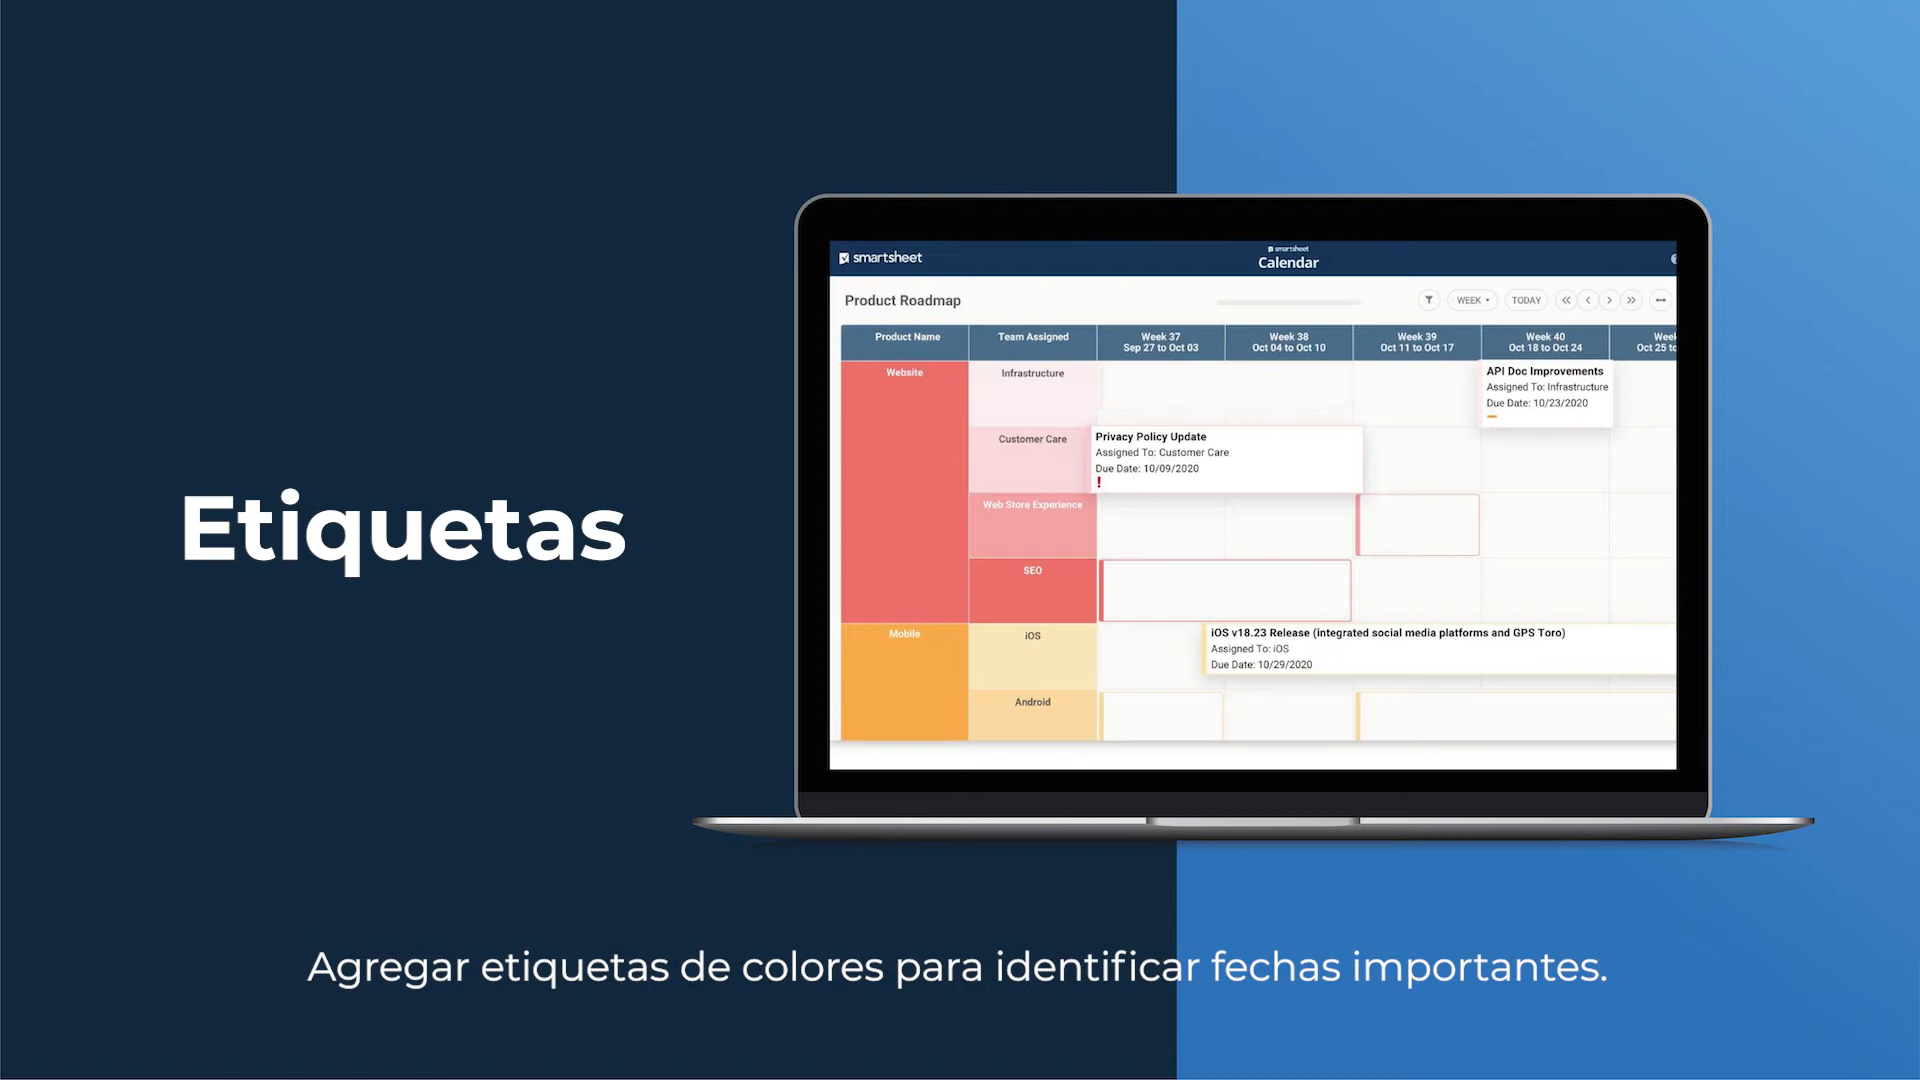 smartsheet
smartsheet
Calendar
Product Roadmap
WEEK
TODAY
Product Name
Team Assigned
Week 37
Sep 27 to Oct 03
Week 38
Oct 04 to Oct 10
Week 39
Oct 11 to Oct 17
Week 40
Oct 18 to Oct 24
Oct 25 to
Website
Infrastructure
API Doc Improvements
Assigned To: Infrastructure
Due Date: 10/23/2020
Customer Care
Privacy Policy Update
Assigned To: Customer Care
Due Date: 10/09/2020
!
Web Store Experience
SEO
Mobile
iOS
iOS v18.23 Release (integrated social media platforms and GPS Toro)
Assigned To: iOS
Due Date: 10/29/2020
Android
Etiquetas
Agregar etiquetas de colores para identificar fechas importantes.